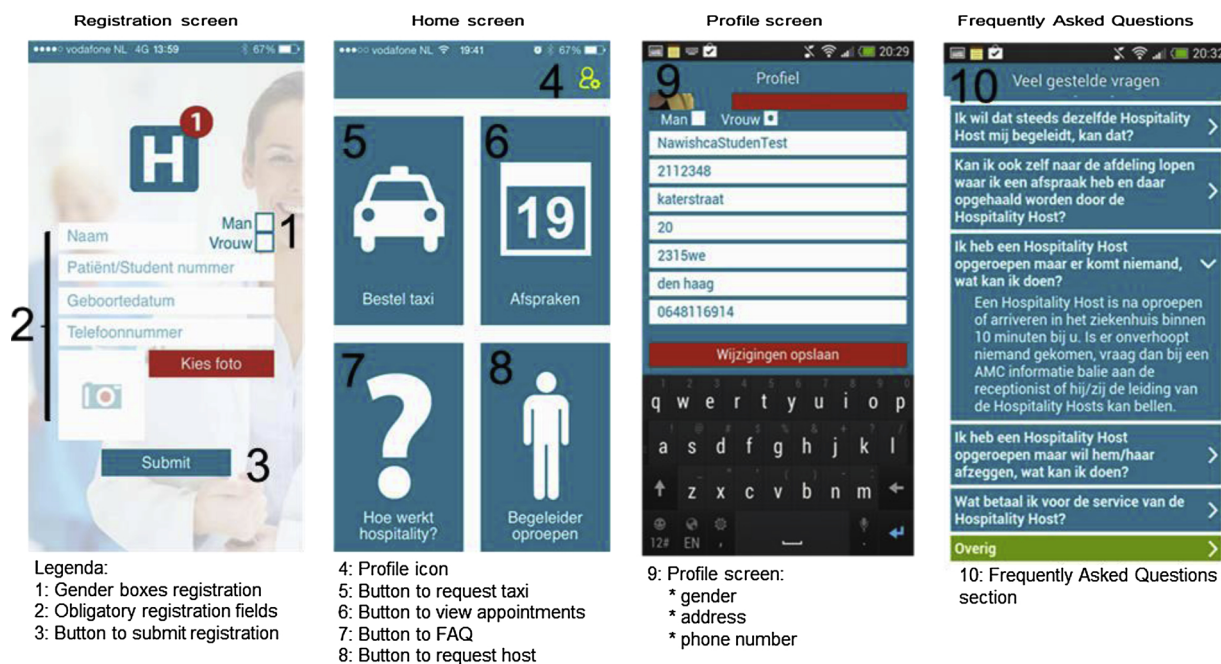 Registration screen
●●●●○ vodafone NL 4G 13:59 67%
H
1
Man
Vrouw
1
Naam
Patiënt/Student nummer
Geboortedatum
Telefoonnummer
2
Kies foto
Submit
3
Legenda:
1: Gender boxes registration
2: Obligatory registration fields
3: Button to submit registration
Home screen
●●●○○ vodafone NL 19:41 67%
4
5
Bestel taxi
6
19
Afspraken
7
?
Hoe werkt
hospitality?
8
Begeleider
oproepen
4: Profile icon
5: Button to request taxi
6: Button to view appointments
7: Button to FAQ
8: Button to request host
Profile screen
20:29
9
Profiel
Man Vrouw
NawishcaStudenTest
2112348
katerstraat
20
2315we
den haag
0648116914
Wijzigingen opslaan
1 2 3 4 5 6 7 8 9 0
q w e r t y u i o p
a s d f g h j k l
z x c v b n m
12# EN , .
9: Profile screen:
* gender
* address
* phone number
Frequently Asked Questions
20:32
10
Veel gestelde vragen
Ik wil dat steeds dezelfde Hospitality
Host mij begeleidt, kan dat?
Kan ik ook zelf naar de afdeling lopen
waar ik een afspraak heb en daar
opgehaald worden door de
Hospitality Host?
Ik heb een Hospitality Host
opgeroepen maar er komt niemand,
wat kan ik doen?
Een Hospitality Host is na oproepen
of arriveren in het ziekenhuis binnen
10 minuten bij u. Is er onverhoopt
niemand gekomen, vraag dan bij een
AMC informatie balie aan de
receptionist of hij/zij de leiding van
de Hospitality Hosts kan bellen.
Ik heb een Hospitality Host
opgeroepen maar wil hem/haar
afzeggen, wat kan ik doen?
Wat betaal ik voor de service van de
Hospitality Host?
Overig
10: Frequently Asked Questions
section